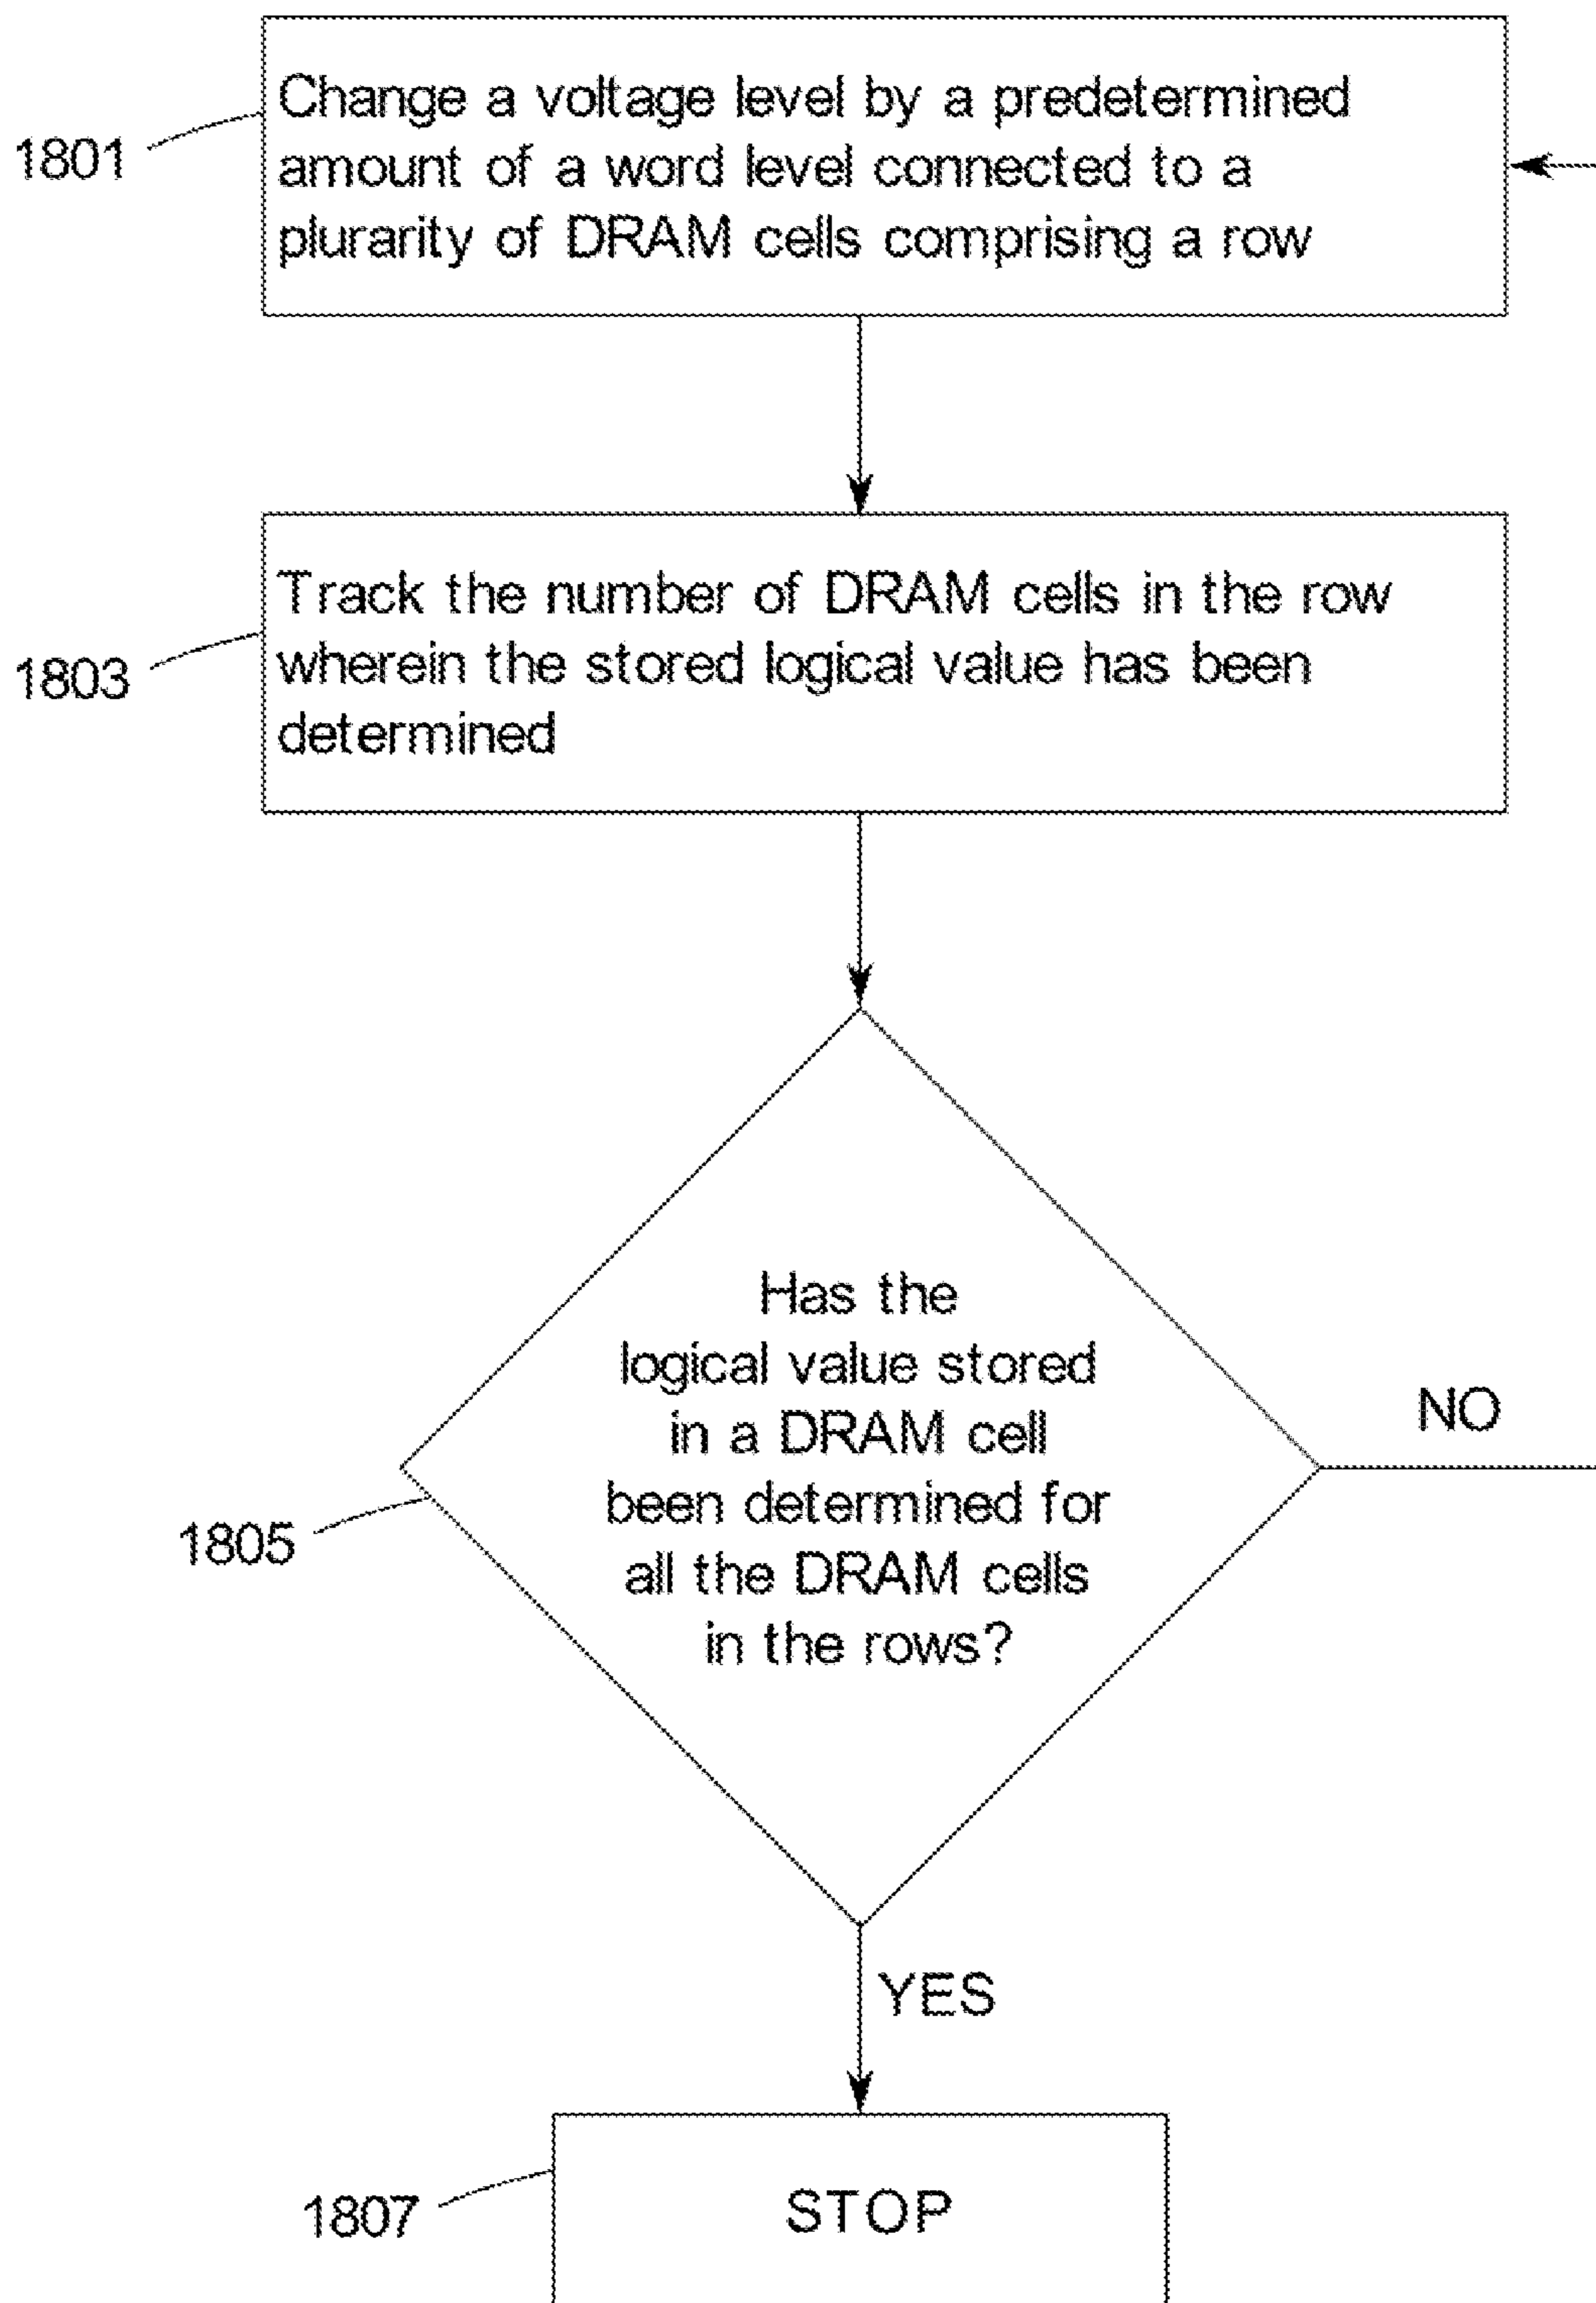 Change a voltage level by a predetermined
1801
amount of a word level connected to a
plurarity of DRAM cells comprising a row
Track the number of DRAM cells in the row
1803
wherein the stored logical value has been
determined
Has the
logical value stored
in a DRAM cell
been determined for
all the DRAM cells
in the rows?
NO
1805
YES
1807
STOP